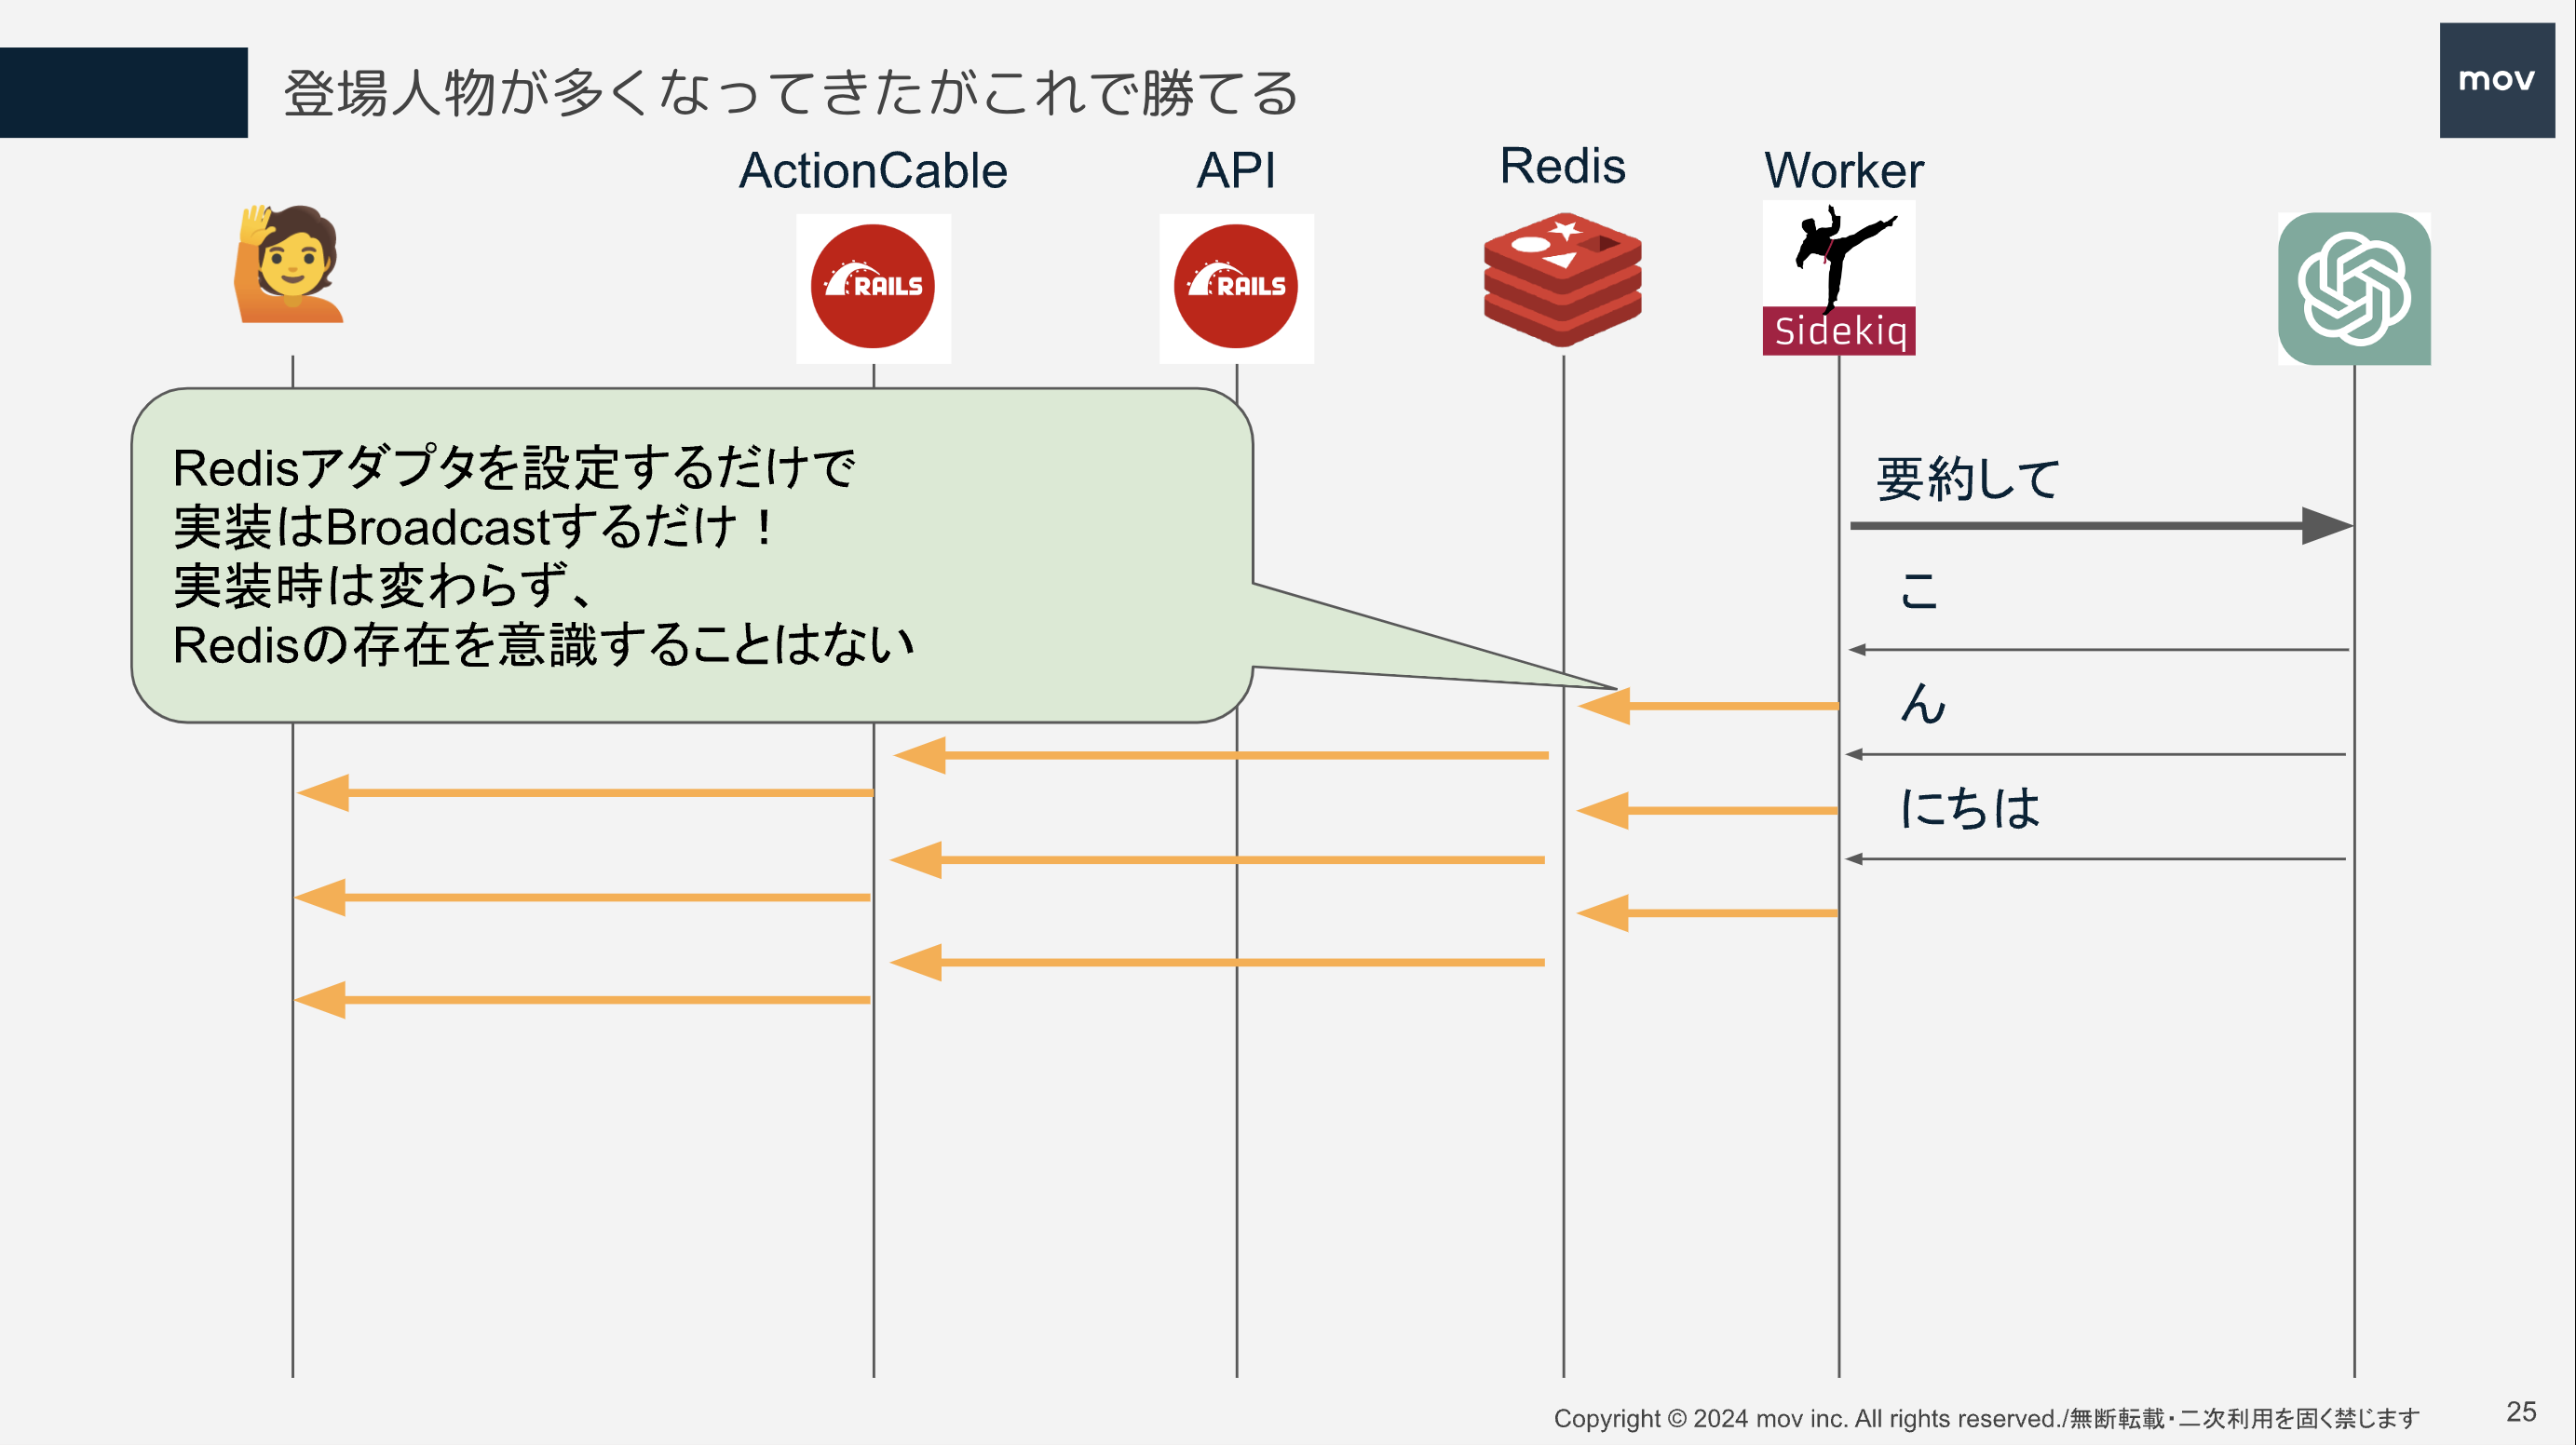 登場人物が多くなってきたがこれで勝てる
mov
ActionCable
API
Redis
Worker
RAILS
RAILS
Sidekiq
Redisアダプタを設定するだけで
実装はBroadcastするだけ！
実装時は変わらず、
Redisの存在を意識することはない
要約して
こ
ん
にちは
Copyright © 2024 mov inc. All rights reserved./無断転載・二次利用を固く禁じます
25